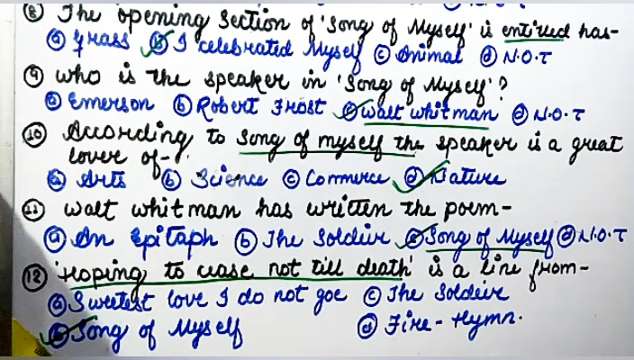 ⑧ The opening section of 'Song of Myself' is entired has-
ⓐ Grass ⓑ I celebrated Myself ⓒ Animal ⓓ N.O.T
⑨ who is the speaker in 'Song of Myself'?
ⓐ Emerson ⓑ Robert Frost ⓒ walt whitman ⓓ N.O.T
⑩ According to Song of myself the speaker is a great
lover of-
ⓐ Arts ⓑ Science ⓒ Commerce ⓓ Nature
⑪ walt whitman has written the poem-
ⓐ An Epitaph ⓑ The Soldier ⓒ Song of Myself ⓓ N.O.T
⑫ 'Hoping to cease not till death' is a line from-
ⓐ Sweetest love I do not goe ⓒ The Soldier
ⓑ Song of Myself ⓓ Fire-Hymn.